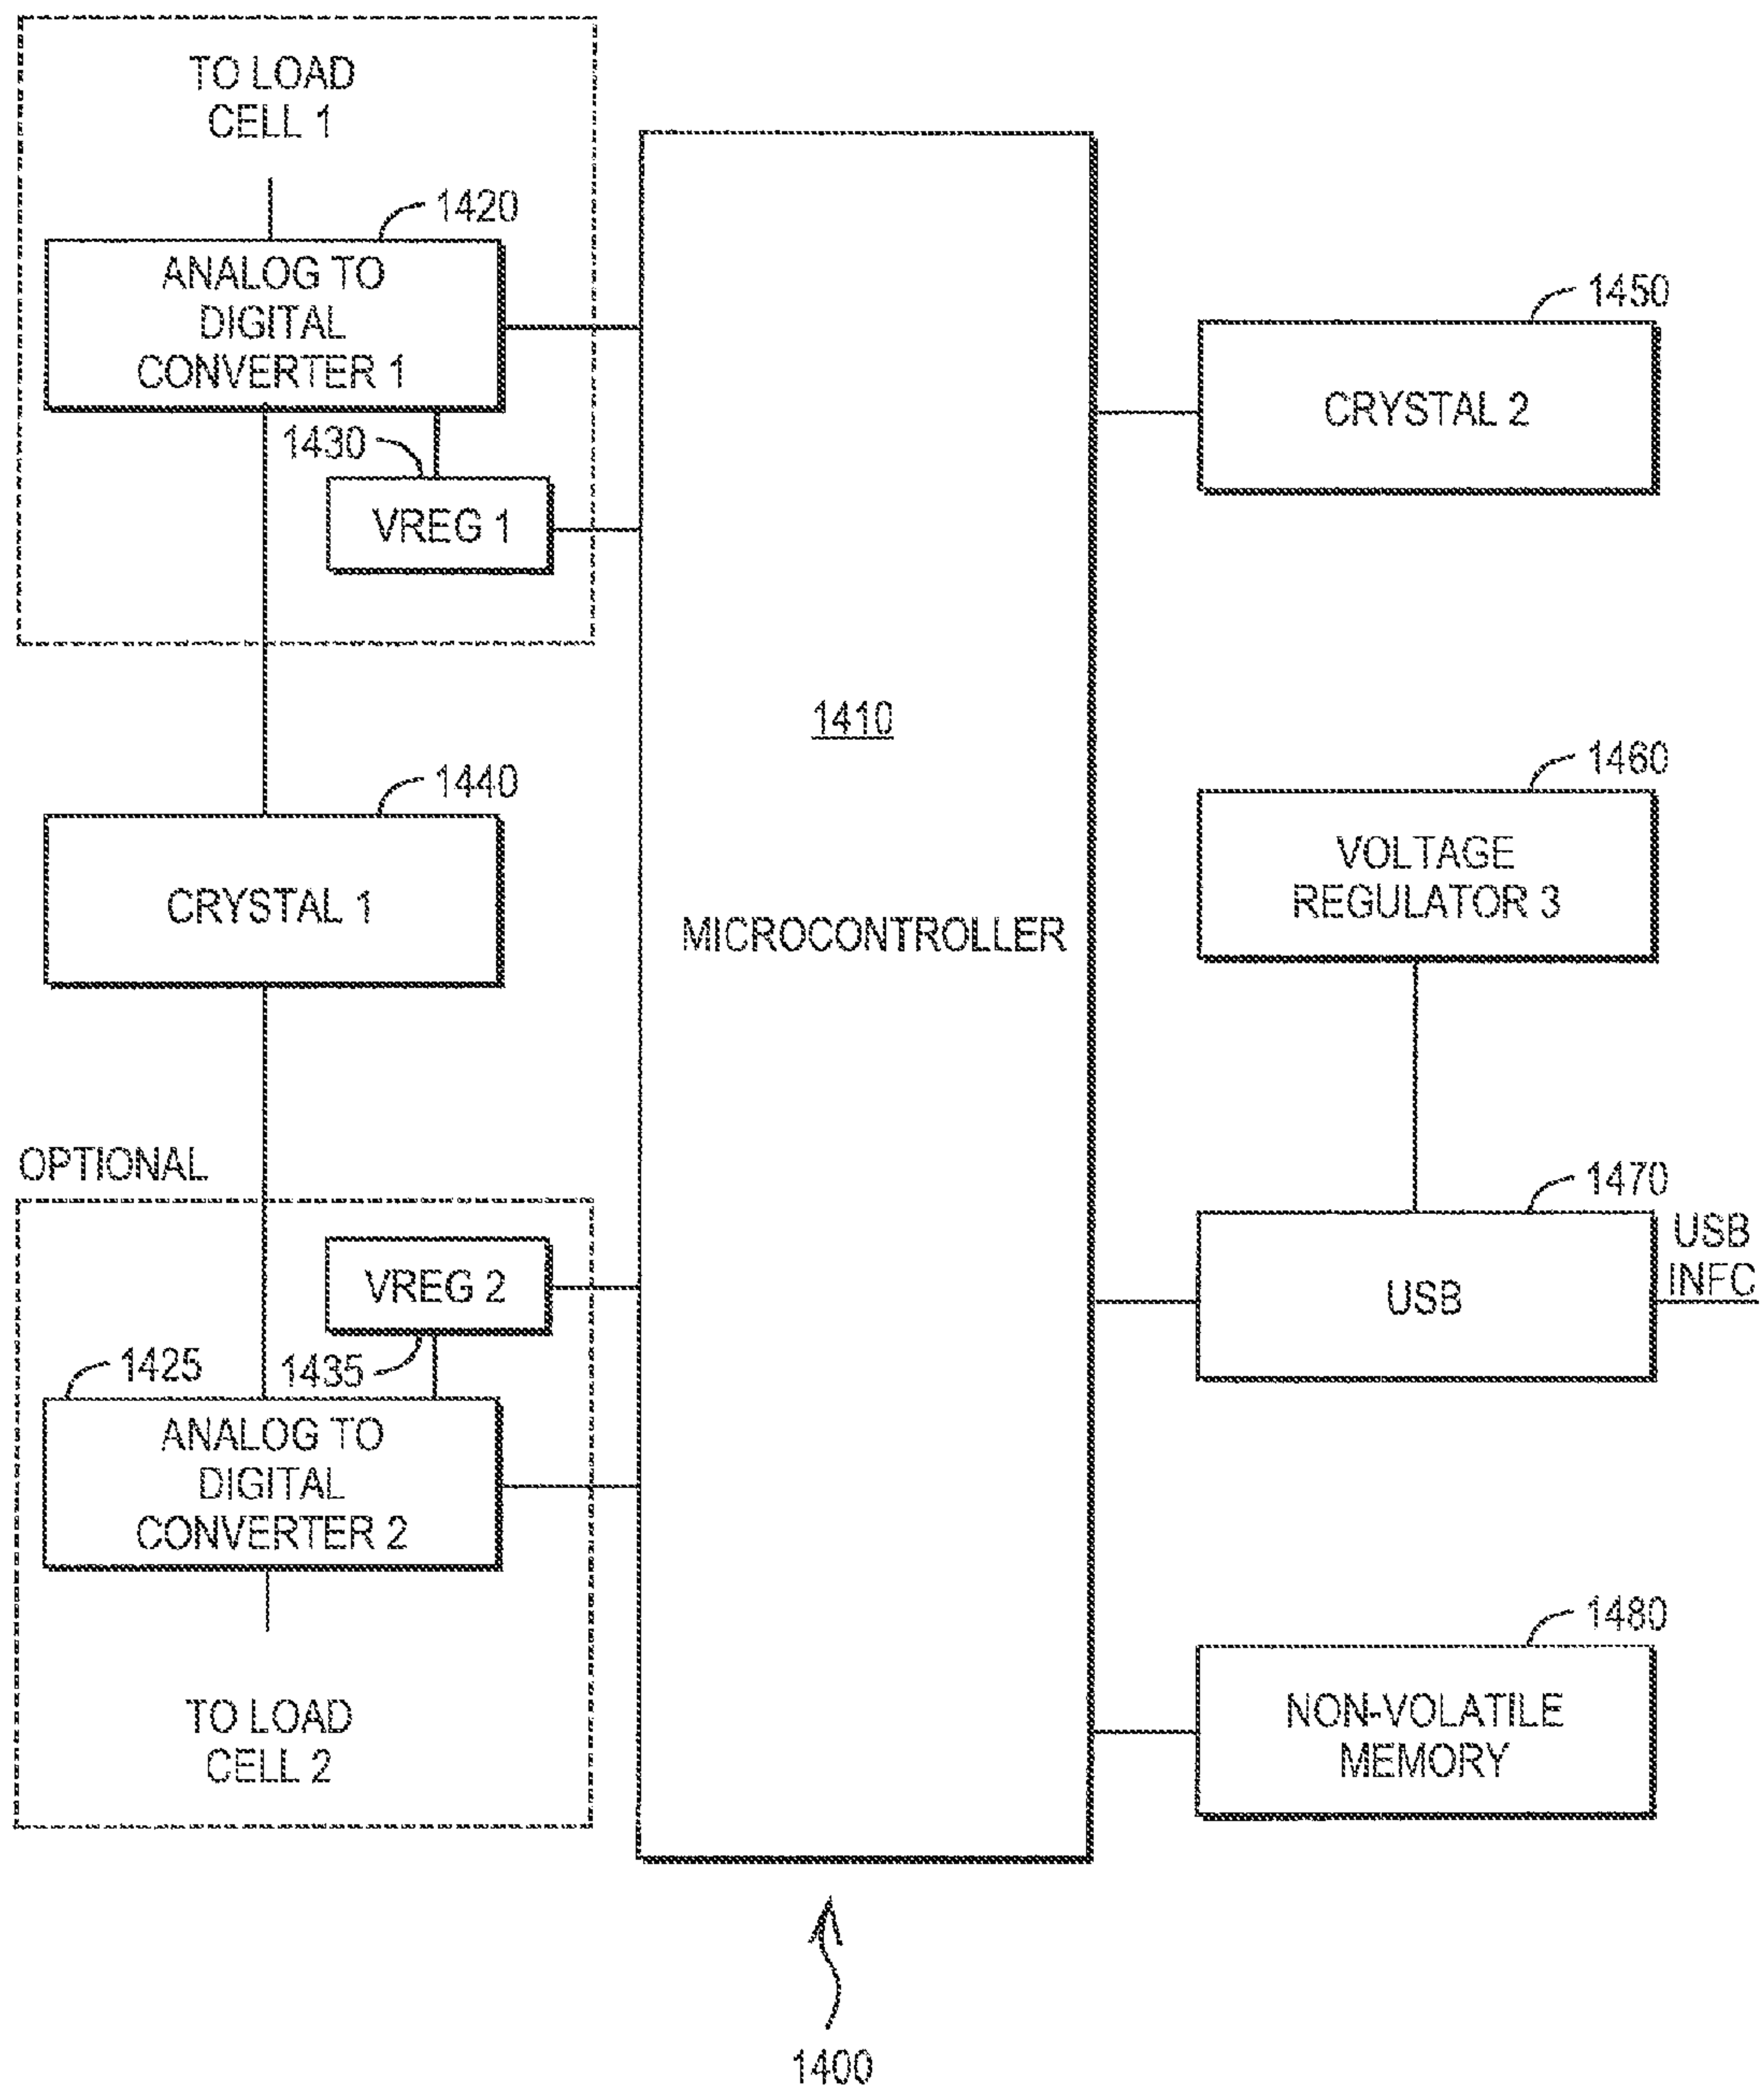 TO LOAD
CELL 1
1420
ANALOG TO
DIGITAL
CONVERTER 1
1430
VREG 1
1440
CRYSTAL 1
OPTIONAL
VREG 2
1425
1435
ANALOG TO
DIGITAL
CONVERTER 2
TO LOAD
CELL 2
1410
MICROCONTROLLER
1450
CRYSTAL 2
1460
VOLTAGE
REGULATOR 3
1470
USB
USB
INFC
1480
NON-VOLATILE
MEMORY
1400